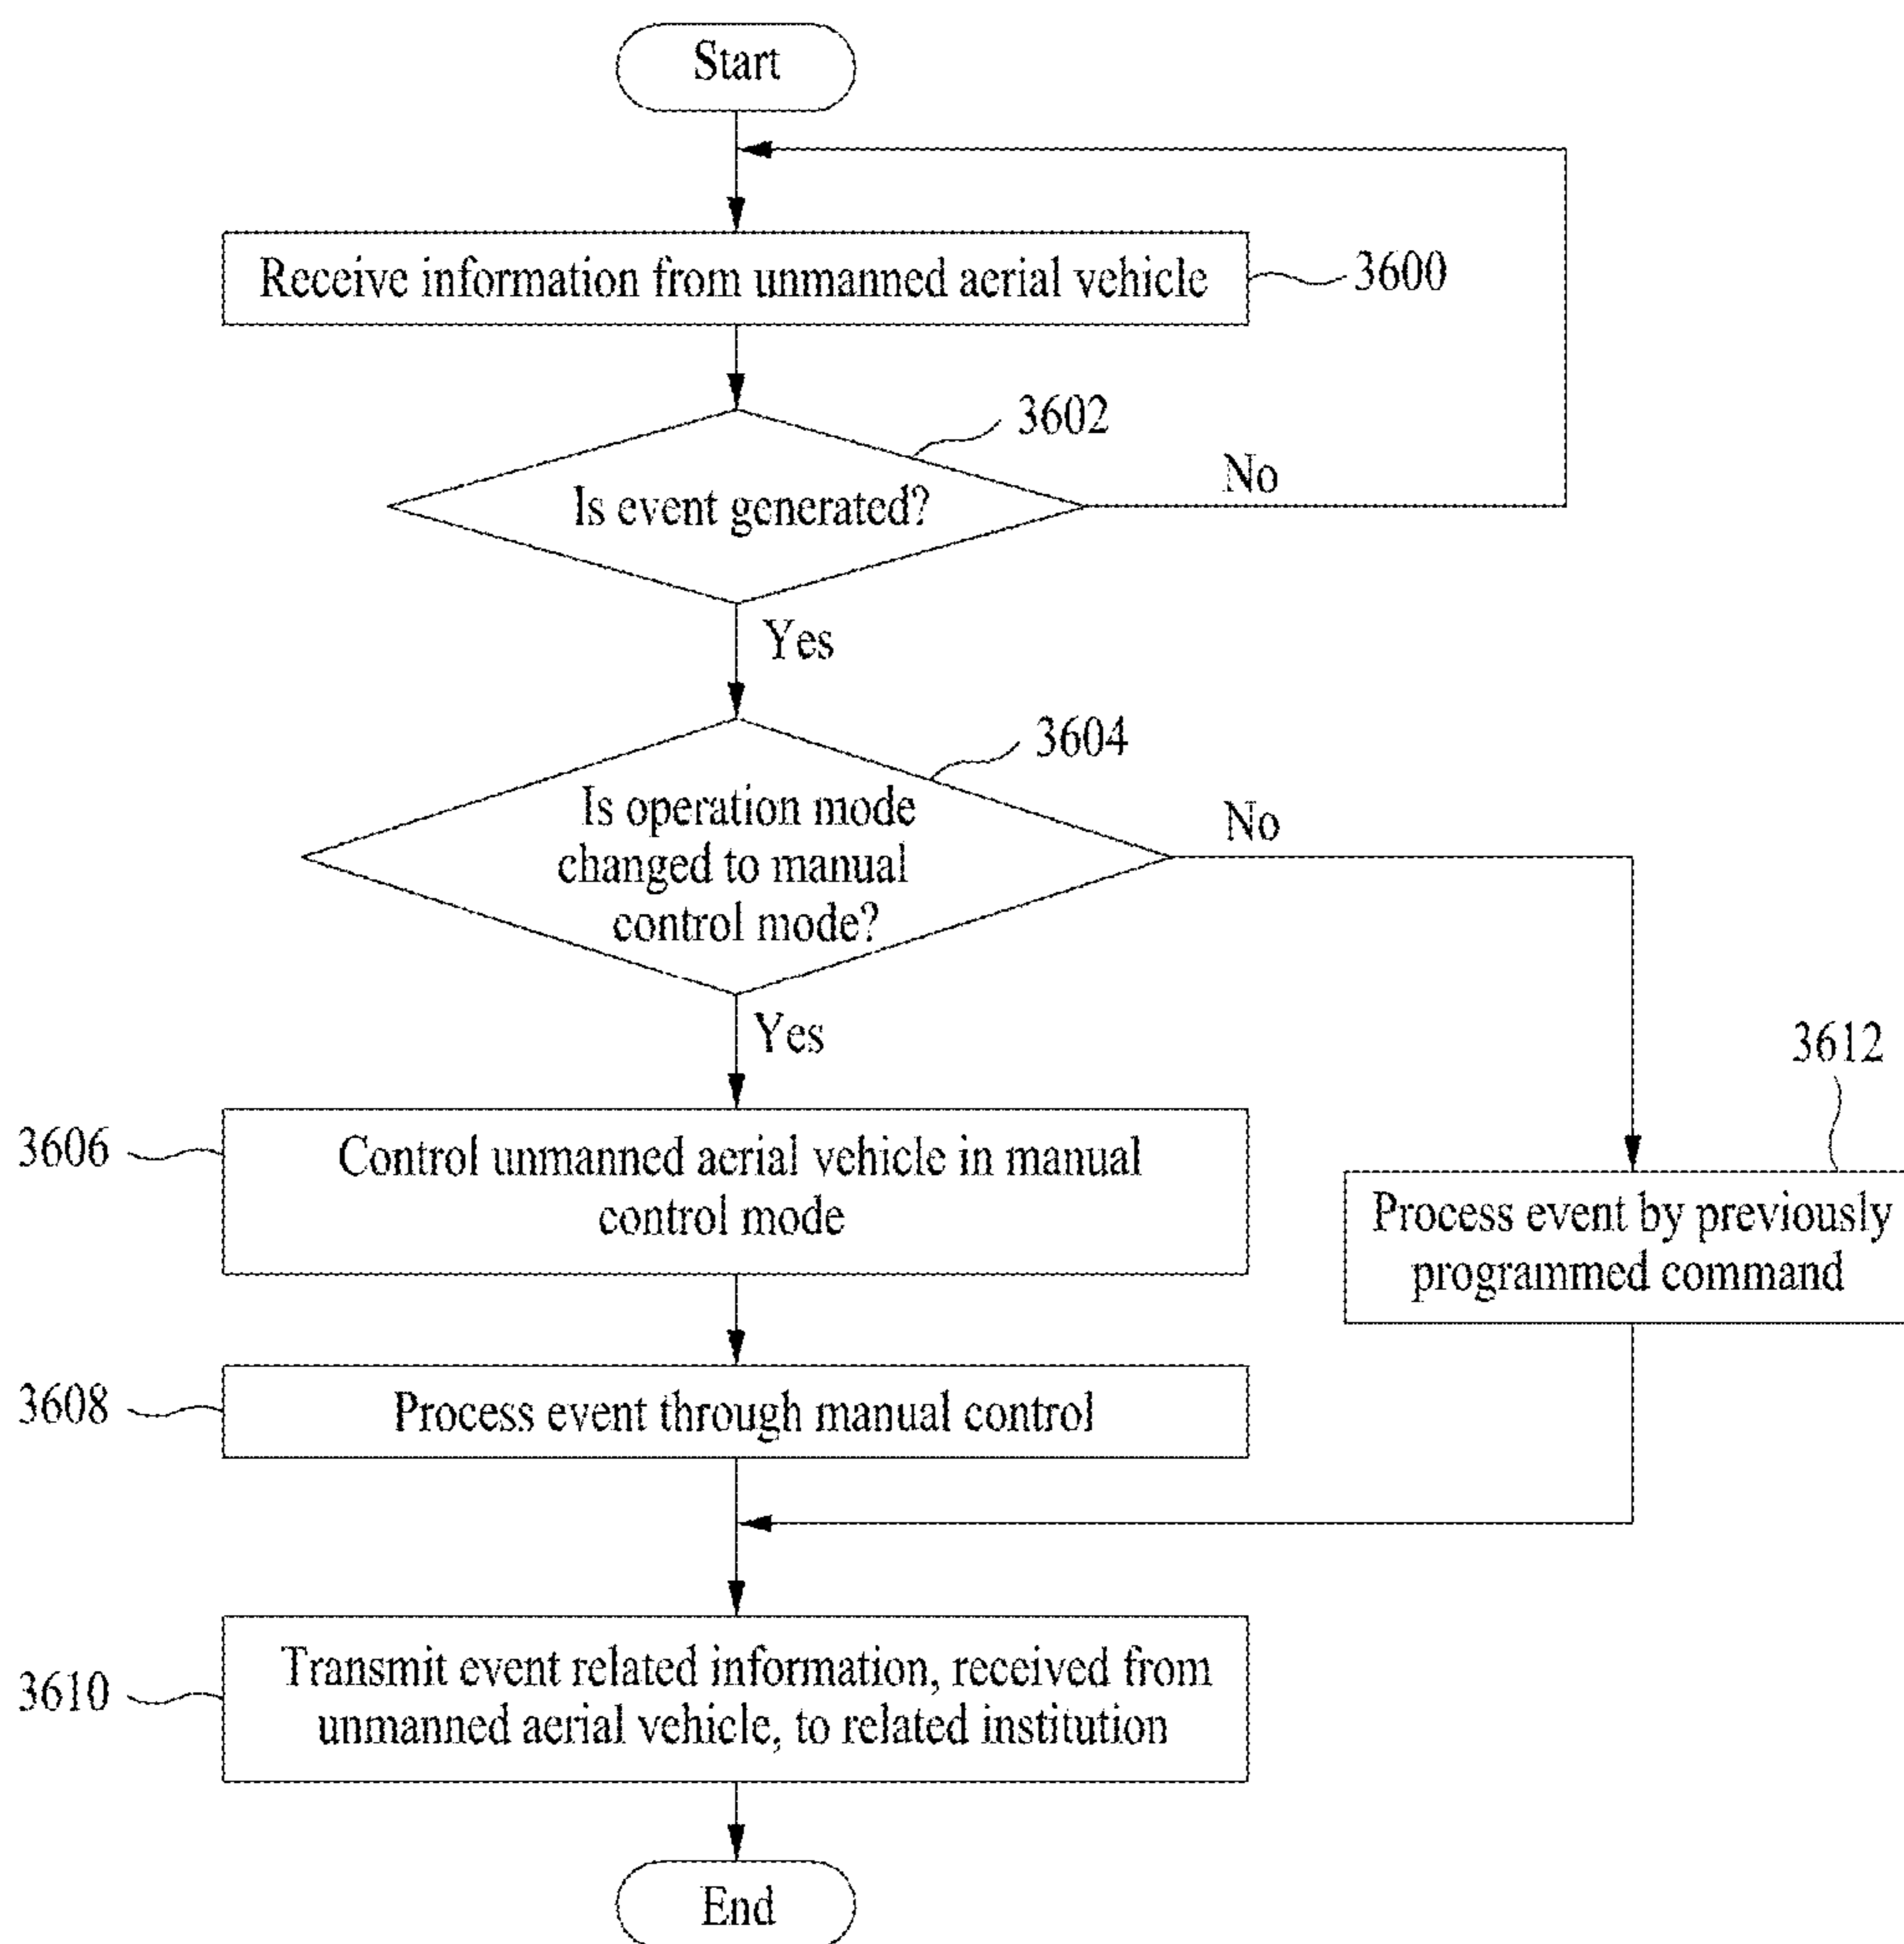 Start
Receive information from unmanned aerial vehicle
3600
3602
Is event generated?
No
Yes
3604
Is operation mode
changed to manual
control mode?
No
Yes
3612
3606
Control unmanned aerial vehicle in manual
control mode
Process event by previously
programmed command
3608
Process event through manual control
3610
Transmit event related information, received from
unmanned aerial vehicle, to related institution
End